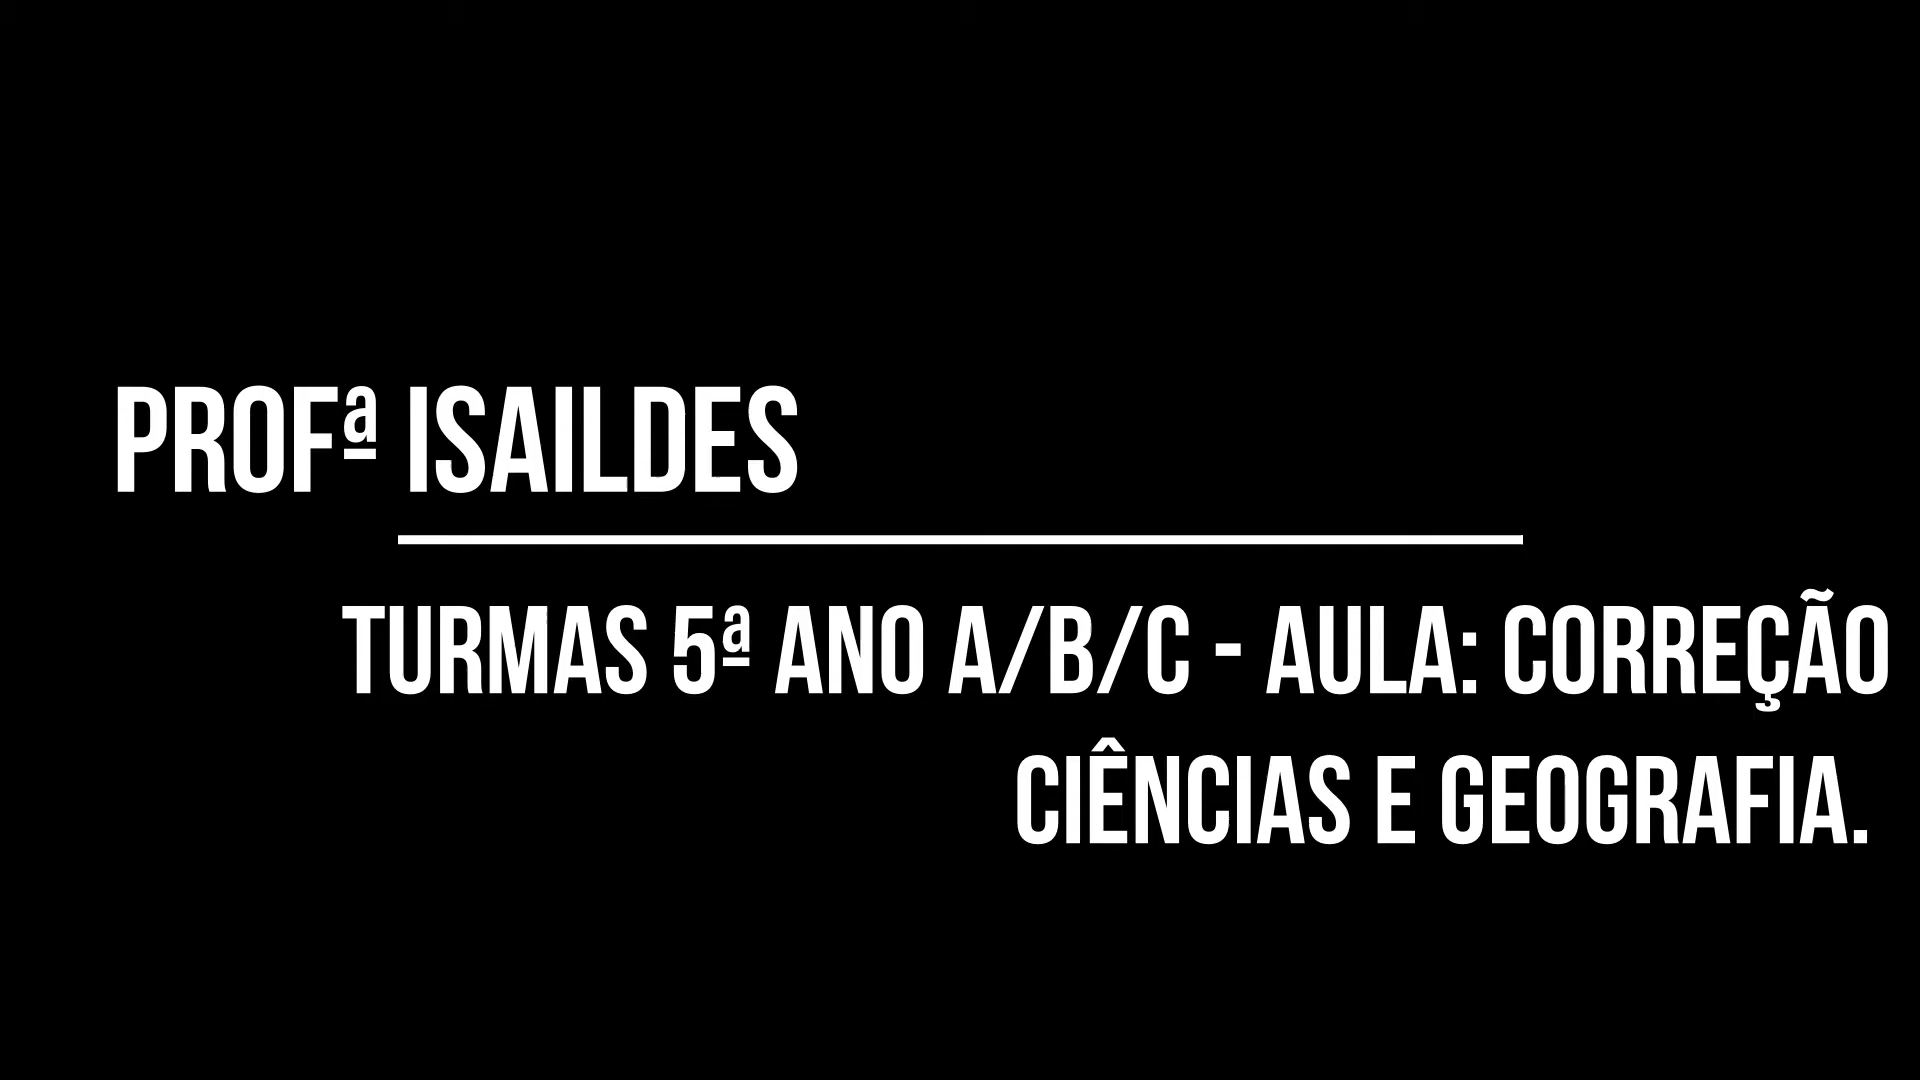 PROFª ISAILDES
TURMAS 5ª ANO A/B/C - AULA: CORREÇÃO
CIÊNCIAS E GEOGRAFIA.